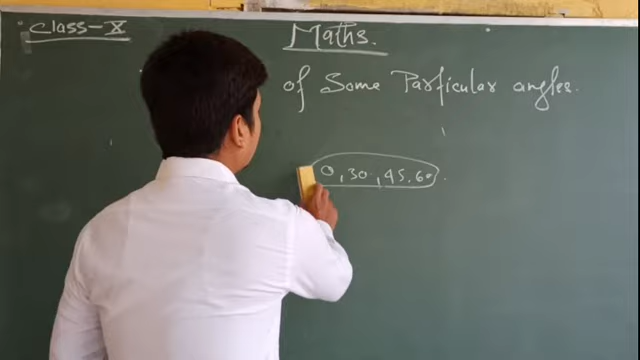 Class-X
Maths.
of Some Particular angles.
0, 30, 45, 60.